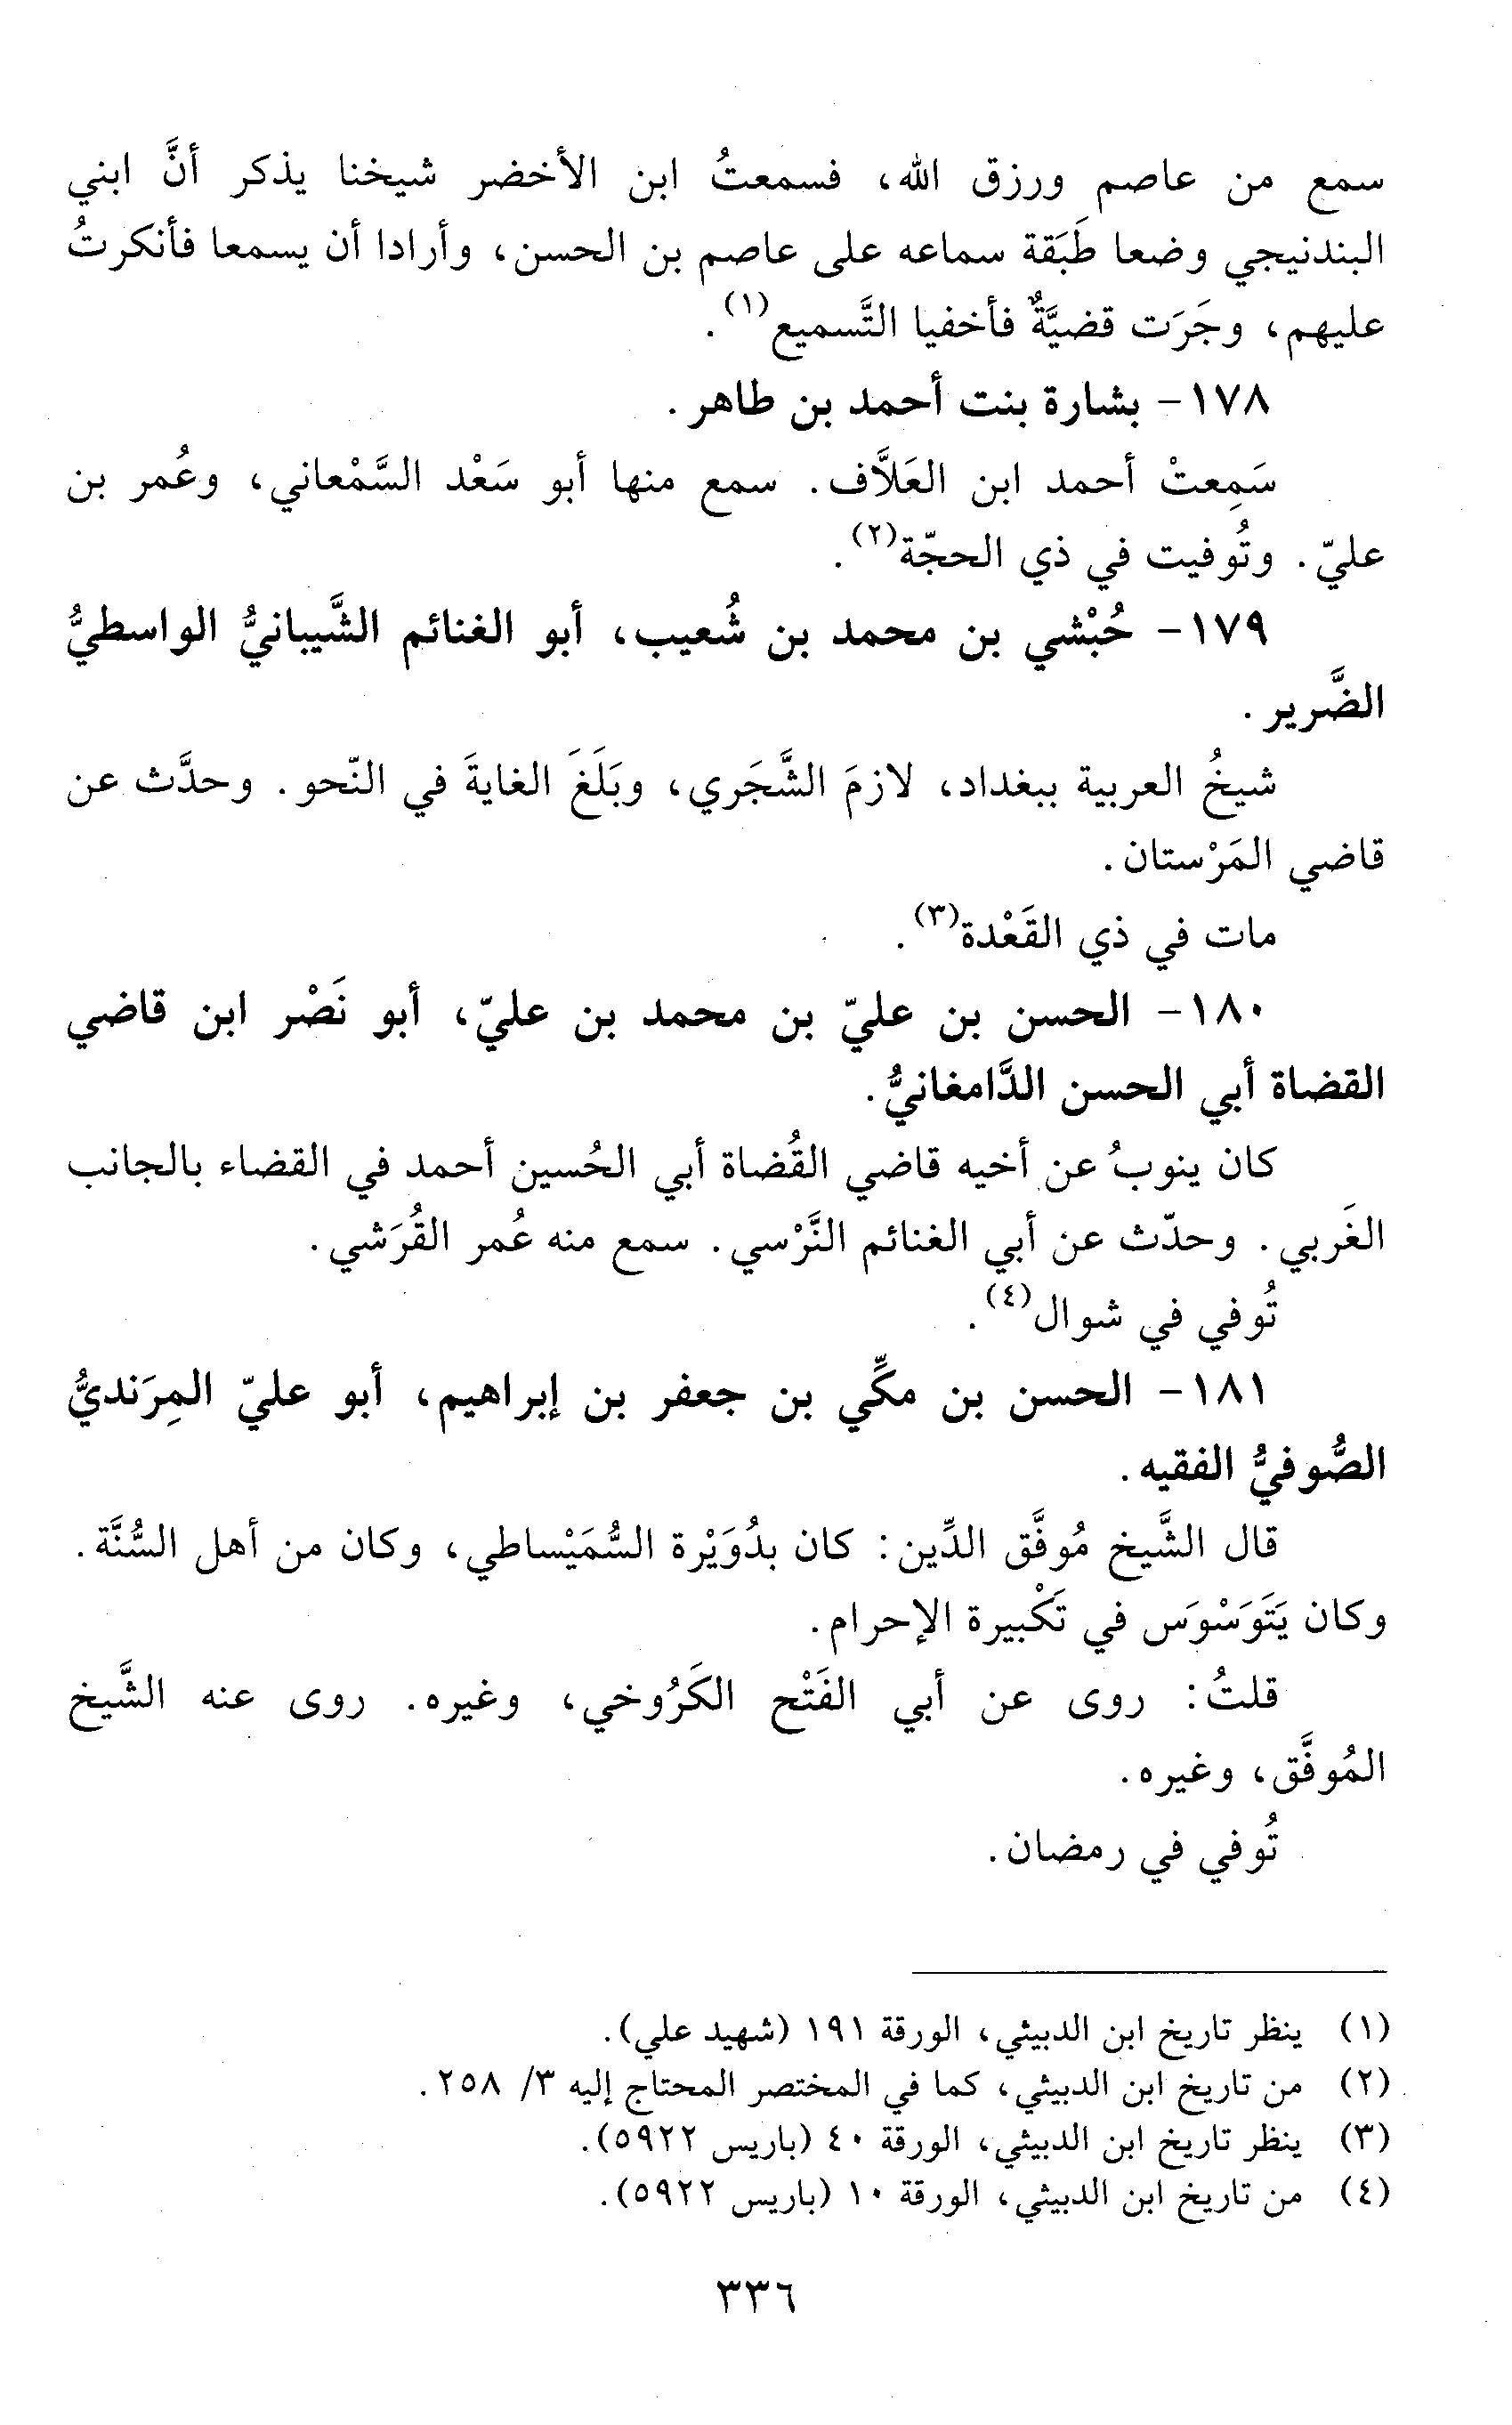 سمع من عاصم ورزق الله، فسمعتُ ابن الأخضر شيخنا يذكر أنَّ ابني
البندنيجي وضعا طَبَقة سماعه على عاصم بن الحسن، وأرادا أن يسمعا فأنكرتُ
عليهم، وجَرَت قضيَّةٌ فأخفيا التَّسميع(١).
١٧٨- بشارة بنت أحمد بن طاهر.
سَمِعتْ أحمد ابن العَلاَّف. سمع منها أبو سَعْد السَّمْعاني، وعُمر بن
عليّ. وتُوفيت في ذي الحجّة(٢).
١٧٩- حُبْشي بن محمد بن شُعيب، أبو الغنائم الشَّيبانيُّ الواسطيُّ
الضَّرير.
شيخُ العربية ببغداد، لازمَ الشَّجَري، وبَلَغَ الغايةَ في النّحو. وحدَّث عن
قاضي المَرْستان.
مات في ذي القَعْدة(٣).
١٨٠- الحسن بن عليّ بن محمد بن عليّ، أبو نَصْر ابن قاضي
القضاة أبي الحسن الدَّامغانيُّ.
كان ينوبُ عن أخيه قاضي القُضاة أبي الحُسين أحمد في القضاء بالجانب
الغَربي. وحدّث عن أبي الغنائم النَّرْسي. سمع منه عُمر القُرَشي.
تُوفي في شوال(٤).
١٨١- الحسن بن مكِّي بن جعفر بن إبراهيم، أبو عليّ المِرَنديُّ
الصُّوفيُّ الفقيه.
قال الشَّيخ مُوفَّق الدِّين: كان بدُوَيْرة السُّمَيْساطي، وكان من أهل السُّنَّة.
وكان يَتَوَسْوَس في تَكْبيرة الإحرام.
قلتُ: روى عن أبي الفَتْح الكَرُوخي، وغيره. روى عنه الشَّيخ
المُوفَّق، وغيره.
تُوفي في رمضان.
(١) ينظر تاريخ ابن الدبيثي، الورقة ١٩١ (شهيد علي).
(٢) من تاريخ ابن الدبيثي، كما في المختصر المحتاج إليه ٣/ ٢٥٨.
(٣) ينظر تاريخ ابن الدبيثي، الورقة ٤٠ (باريس ٥٩٢٢).
(٤) من تاريخ ابن الدبيثي، الورقة ١٠ (باريس ٥٩٢٢).
٣٣٦